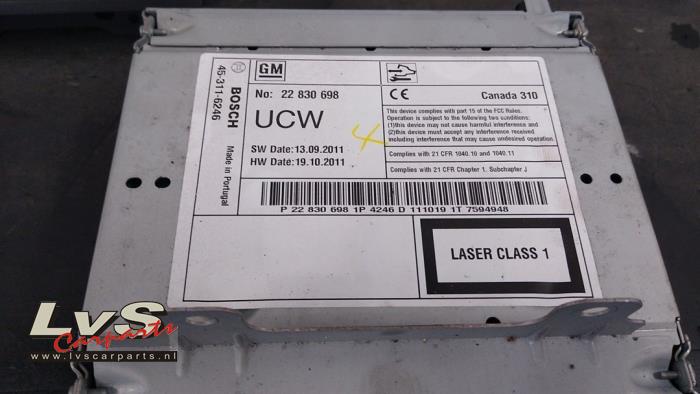 BOSCH
45-311-6246
Made in Portugal
GM
No: 22 830 698
UCW
4
SW Date:13.09.2011
HW Date:19.10.2011
CE
Canada 310
This device complies with part 15 of the FCC Rules.
Operation is subject to the following two conditions:
(1)this device may not cause harmful interference and
(2)this device must accept any interference received
including interference that may cause undesired operation
Complies with 21 CFR 1040.10 and 1040.11
Complies with 21 CFR Chapter 1. Subchapter J
P 22 830 698 1P 4246 D 111019 1T 7594948
LASER CLASS 1
LvS
Carparts
www.lvscarparts.nl